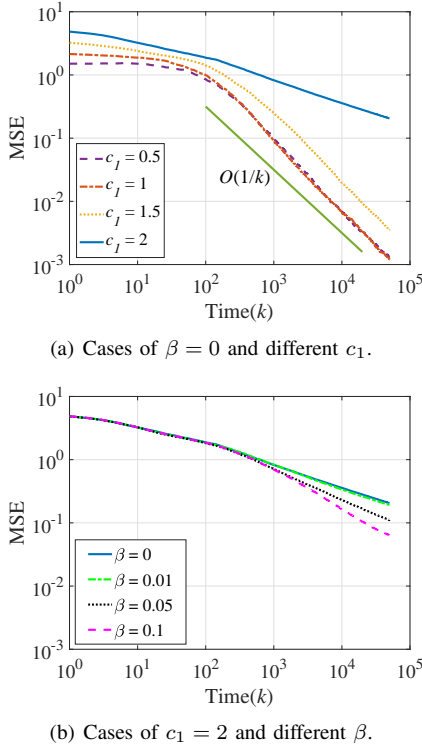 10^1
10^0
10^{-1}
10^{-2}
10^{-3}
MSE
c_1 = 0.5
c_1 = 1
c_1 = 1.5
c_1 = 2
O(1/k)
10^0 10^1 10^2 10^3 10^4 10^5
Time(k)
(a) Cases of β = 0 and different c_1.
10^1
10^0
10^{-1}
10^{-2}
10^{-3}
MSE
β = 0
β = 0.01
β = 0.05
β = 0.1
10^0 10^1 10^2 10^3 10^4 10^5
Time(k)
(b) Cases of c_1 = 2 and different β.